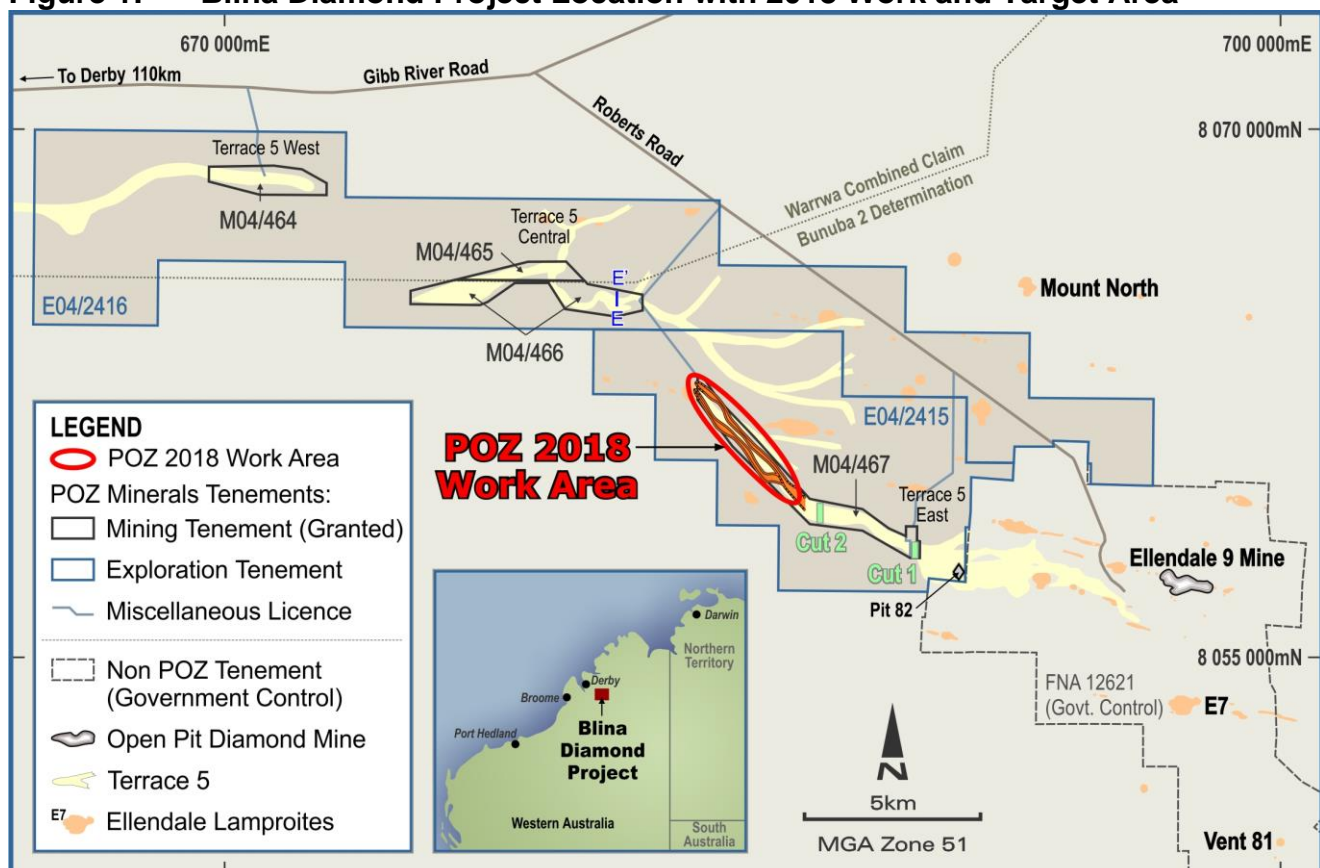 Figure 1. Blina Diamond Project Location with 2018 Work and Target Area
670 000mE
700 000mE
To Derby 110km
Gibb River Road
Roberts Road
8 070 000mN
Terrace 5 West
Warrwa Combined Claim
Bunuba 2 Determination
M04/464
Terrace 5
Central
M04/465
E'
E
E04/2416
M04/466
Mount North
E04/2415
POZ 2018
Work Area
M04/467
Terrace 5
East
Cut 2
Cut 1
Pit 82
Ellendale 9 Mine
8 055 000mN
FNA 12621
(Govt. Control)
E7
Vent 81
LEGEND
POZ 2018 Work Area
POZ Minerals Tenements:
Mining Tenement (Granted)
Exploration Tenement
Miscellaneous Licence
Non POZ Tenement
(Government Control)
Open Pit Diamond Mine
Terrace 5
E7
Ellendale Lamproites
Darwin
Northern
Territory
Derby
Broome
Port Hedland
Blina
Diamond
Project
Western Australia
South
Australia
N
5km
MGA Zone 51